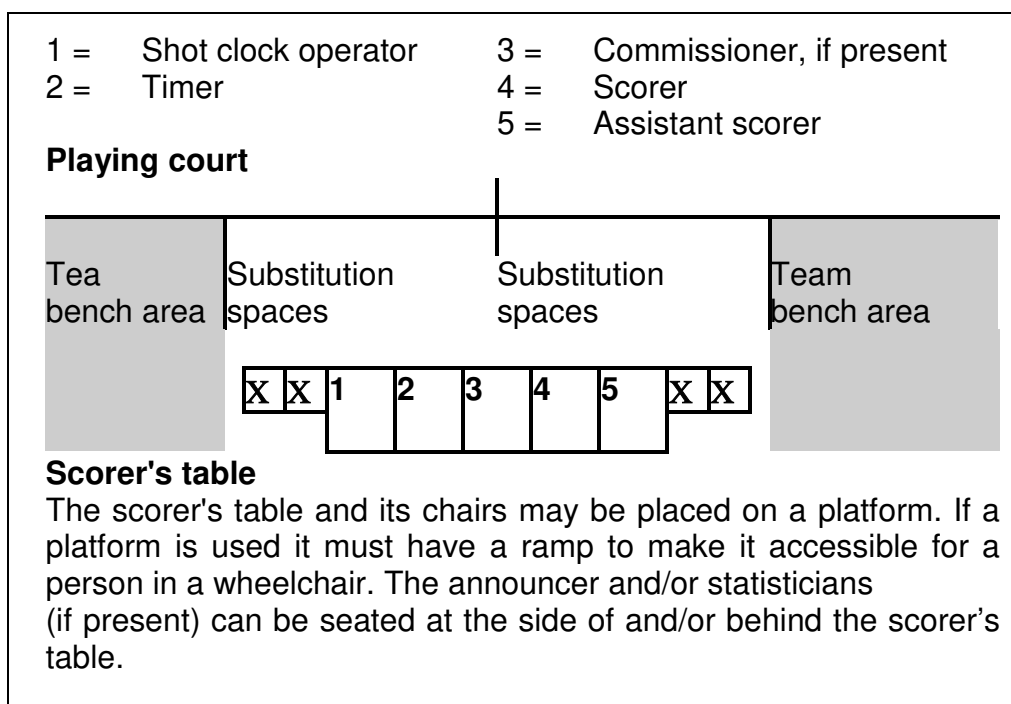 1 = Shot clock operator 3 = Commissioner, if present
2 = Timer 4 = Scorer
5 = Assistant scorer
Playing court
Tea Substitution Substitution Team
bench area spaces spaces bench area
X X 1 2 3 4 5 X X
Scorer's table
The scorer's table and its chairs may be placed on a platform. If a
platform is used it must have a ramp to make it accessible for a
person in a wheelchair. The announcer and/or statisticians
(if present) can be seated at the side of and/or behind the scorer’s
table.